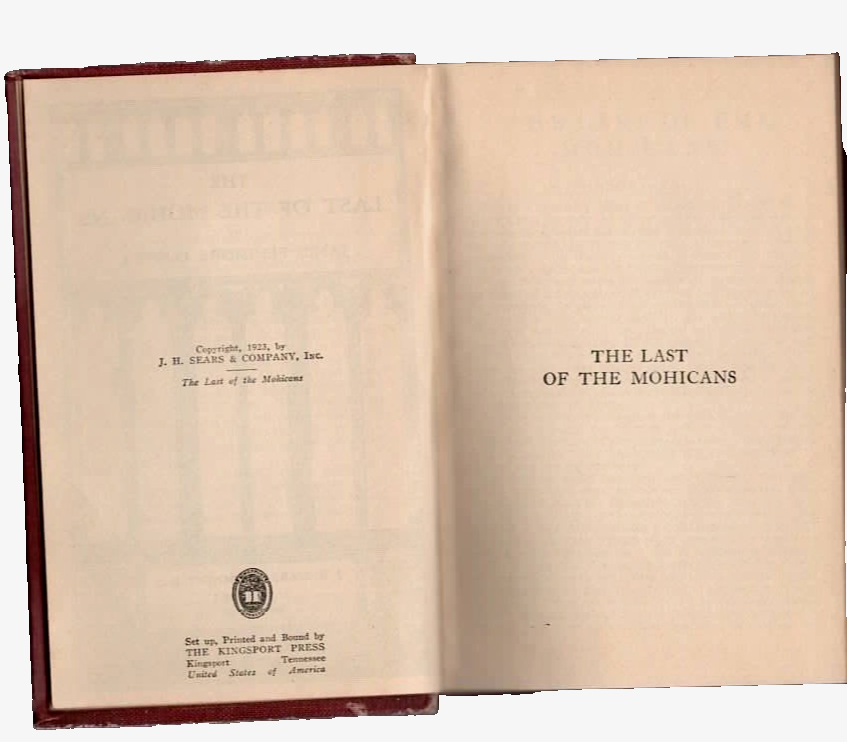 Copyright, 1923, by
J. H. SEARS & COMPANY, Inc.
The Last of the Mohicans
Set up, Printed and Bound by
THE KINGSPORT PRESS
Kingsport Tennessee
United States of America
THE LAST
OF THE MOHICANS